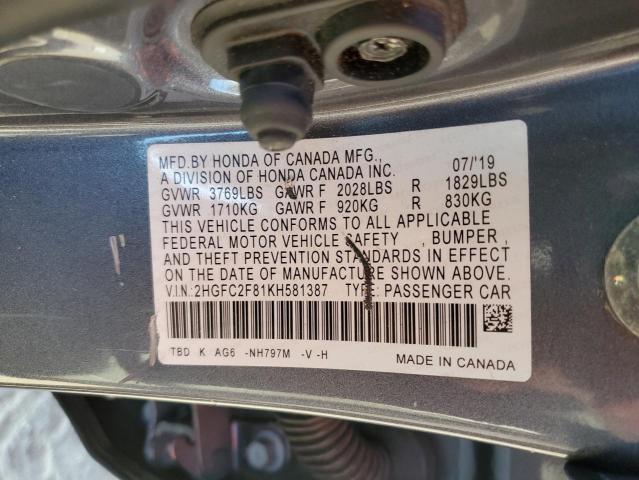 MFD.BY HONDA OF CANADA MFG., 07/'19
A DIVISION OF HONDA CANADA INC.
GVWR 3769LBS GAWR F 2028LBS R 1829LBS
GVWR 1710KG GAWR F 920KG R 830KG
THIS VEHICLE CONFORMS TO ALL APPLICABLE
FEDERAL MOTOR VEHICLE SAFETY , BUMPER ,
AND THEFT PREVENTION STANDARDS IN EFFECT
ON THE DATE OF MANUFACTURE SHOWN ABOVE.
V.I.N.:2HGFC2F81KH581387 TYPE: PASSENGER CAR
TBD K AG6 -NH797M -V -H MADE IN CANADA